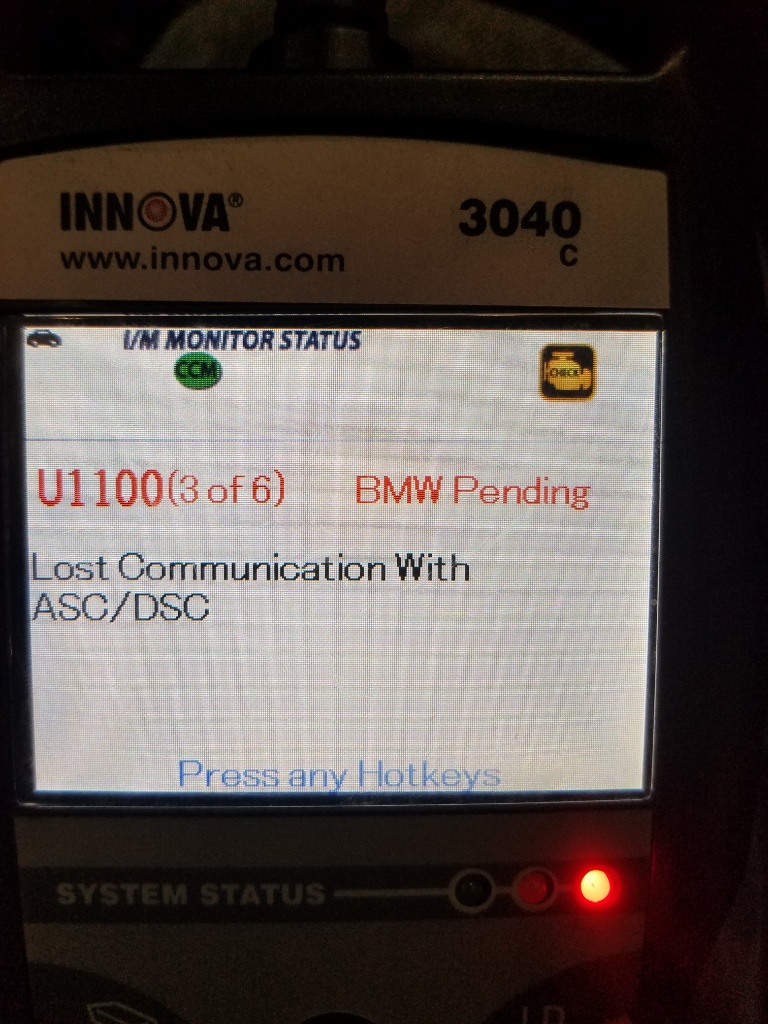 INNOVA®
3040
www.innova.com
C
I/M MONITOR STATUS
CCM
CHECK
U1100(3 of 6) BMW Pending
Lost Communication With
ASC/DSC
Press any Hotkeys
SYSTEM STATUS
LD